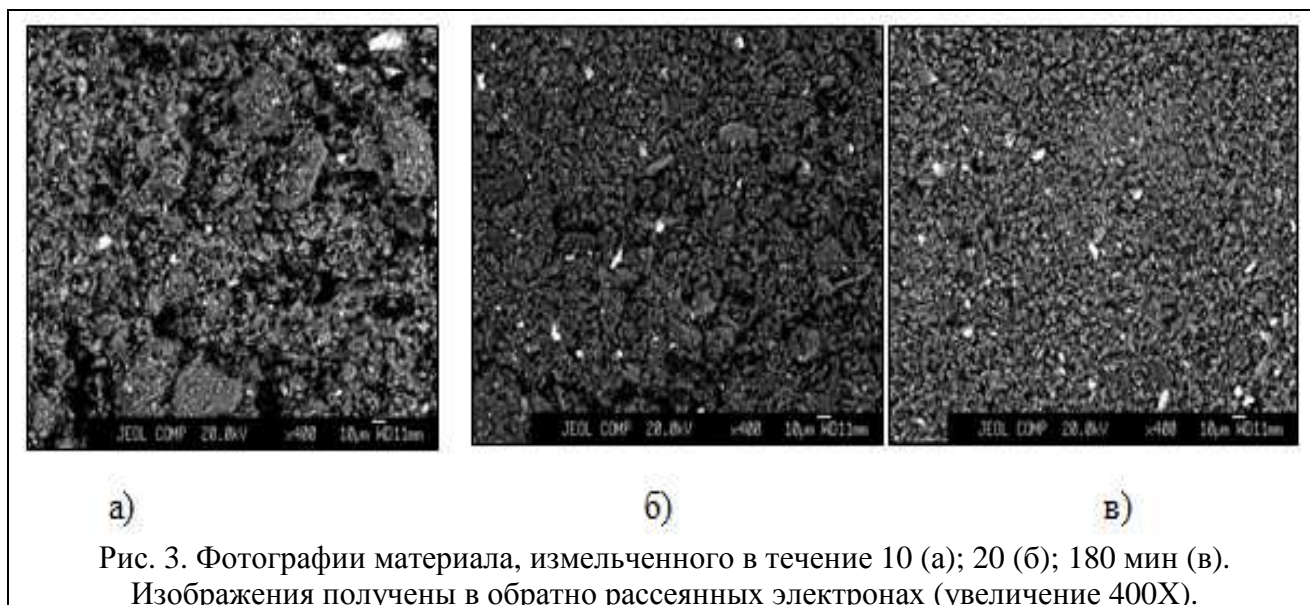 JEOL COMP 20.0kV x400 10µm WD11mm
JEOL COMP 20.0kV x400 10µm WD11mm
JEOL COMP 20.0kV x400 10µm WD11mm
а)
б)
в)
Рис. 3. Фотографии материала, измельченного в течение 10 (а); 20 (б); 180 мин (в).
Изображения получены в обратно рассеянных электронах (увеличение 400Х).